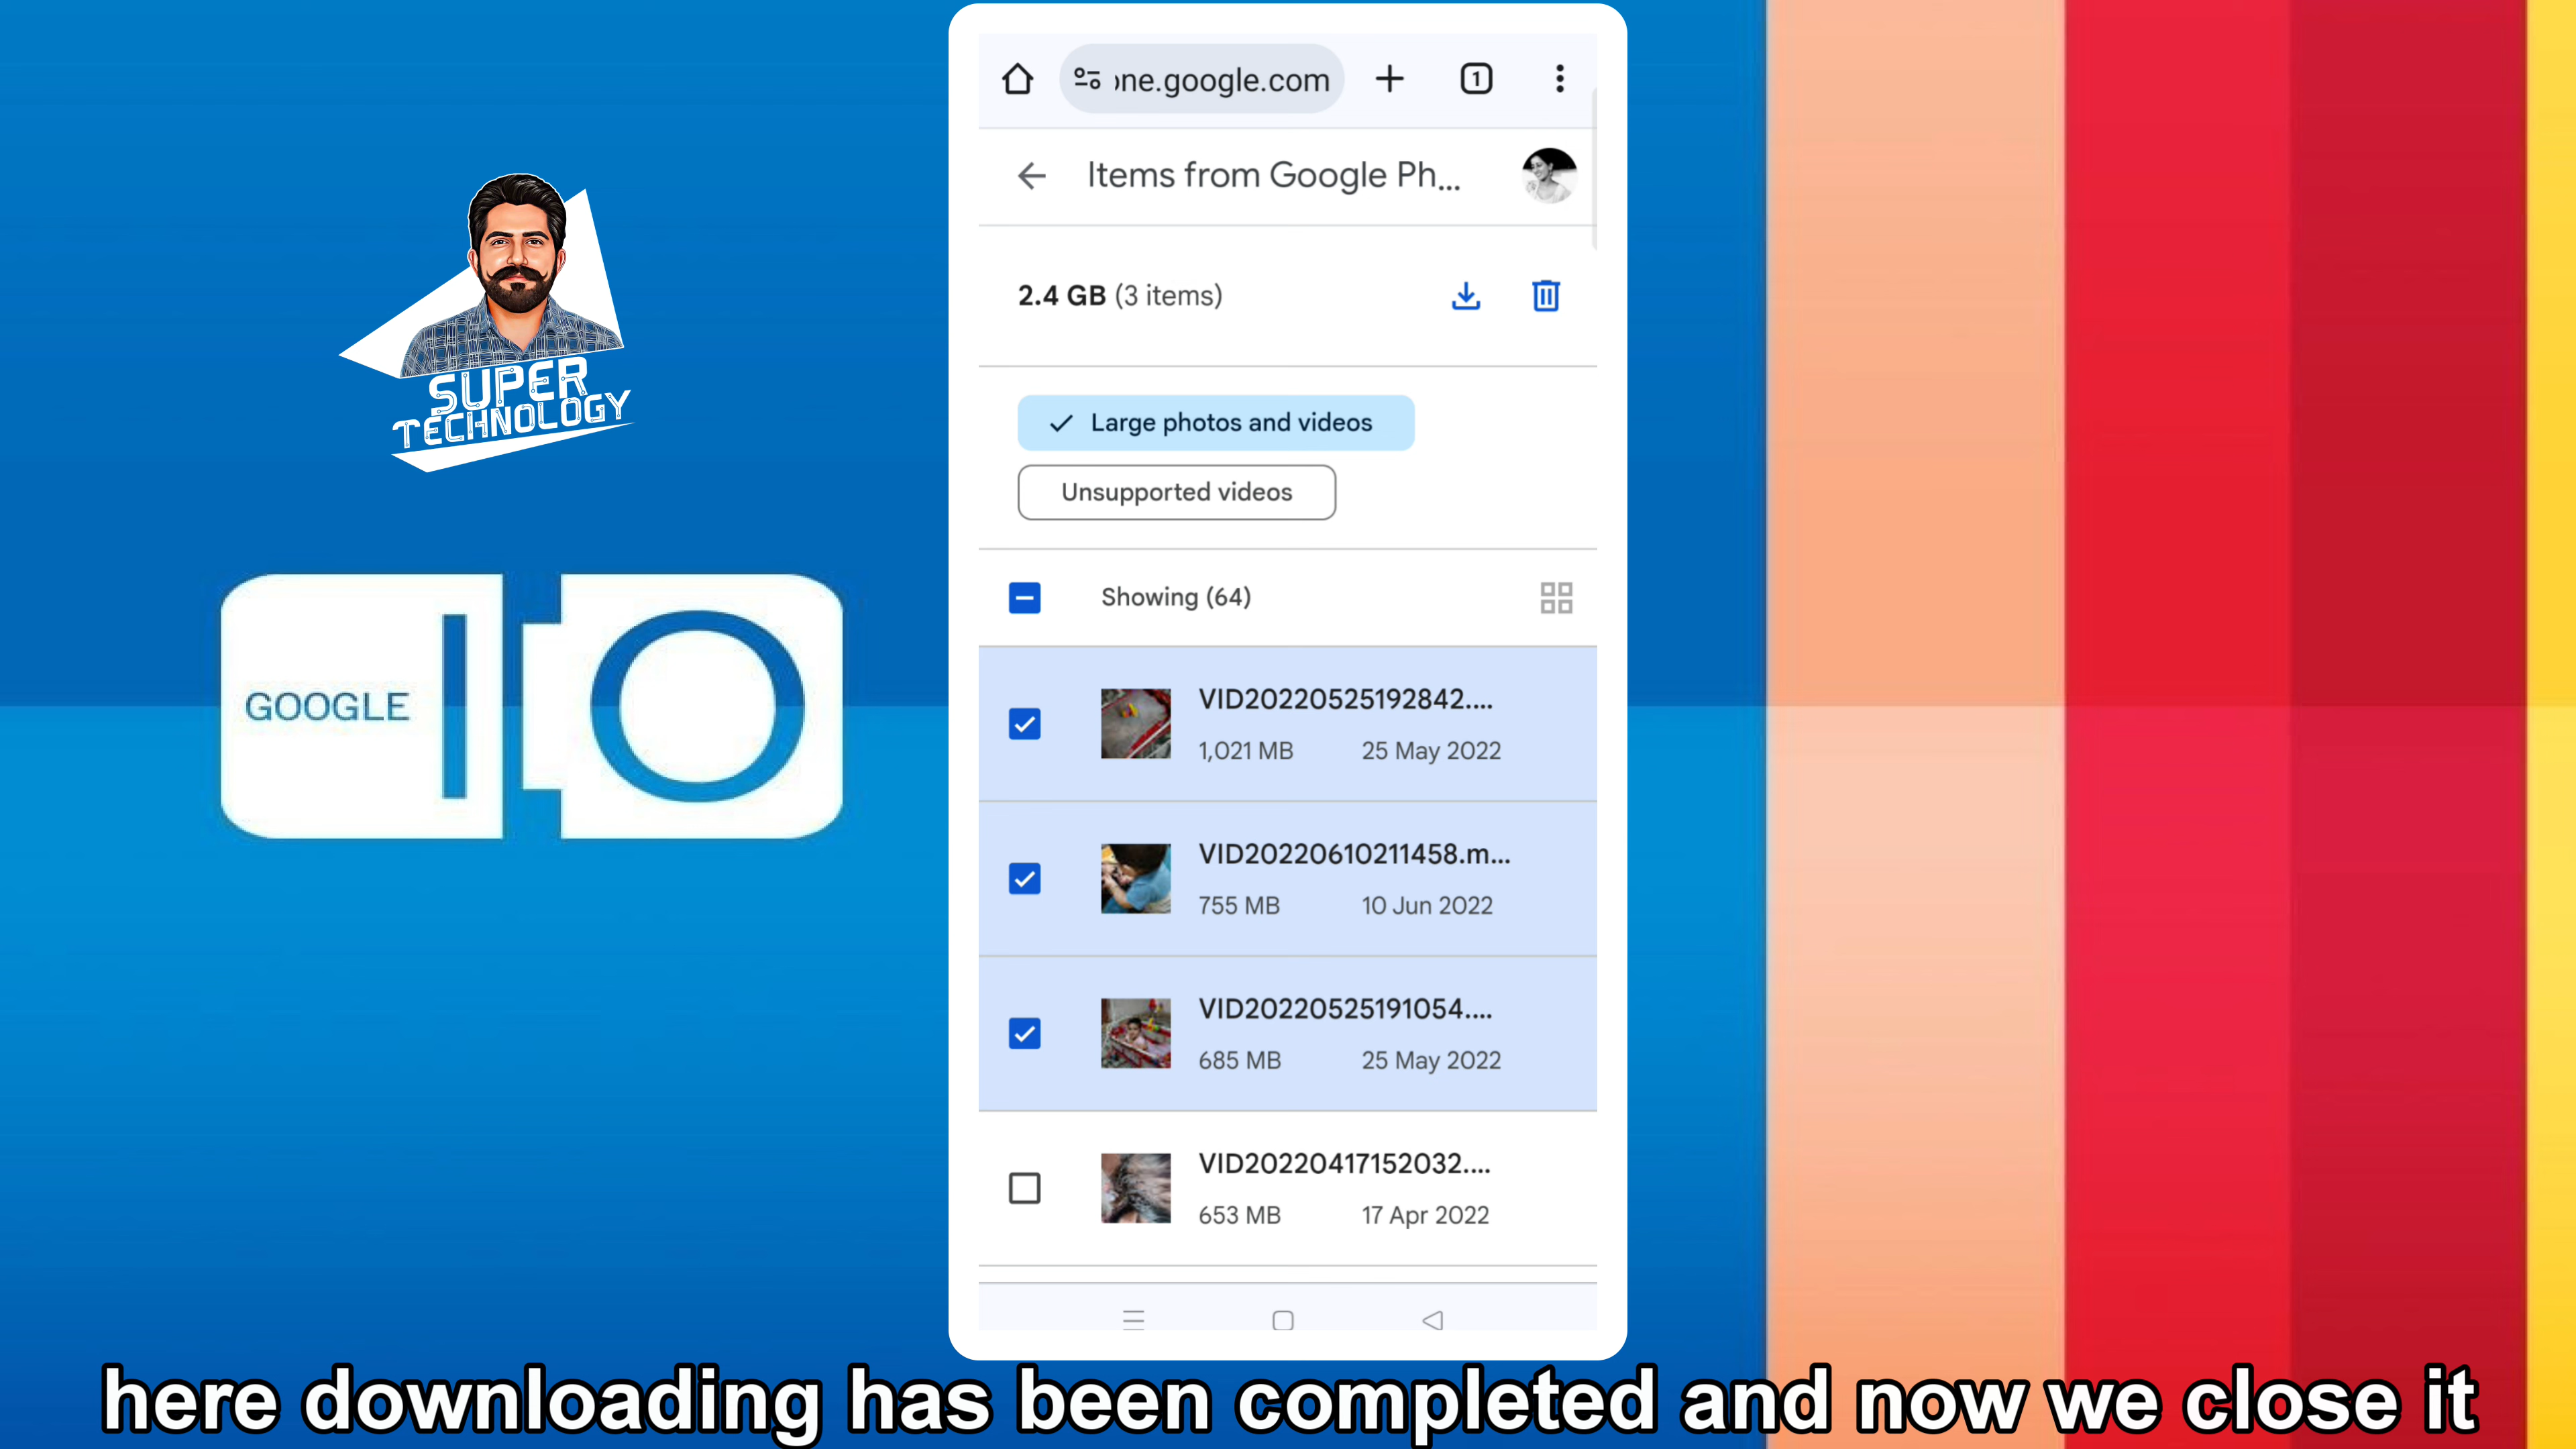 one.google.com
1
Items from Google Ph...
2.4 GB (3 items)
Large photos and videos
Unsupported videos
Showing (64)
VID20220525192842....
1,021 MB 25 May 2022
VID20220610211458.m...
755 MB 10 Jun 2022
VID20220525191054....
685 MB 25 May 2022
VID20220417152032....
653 MB 17 Apr 2022
SUPER
TECHNOLOGY
GOOGLE IO
here downloading has been completed and now we close it